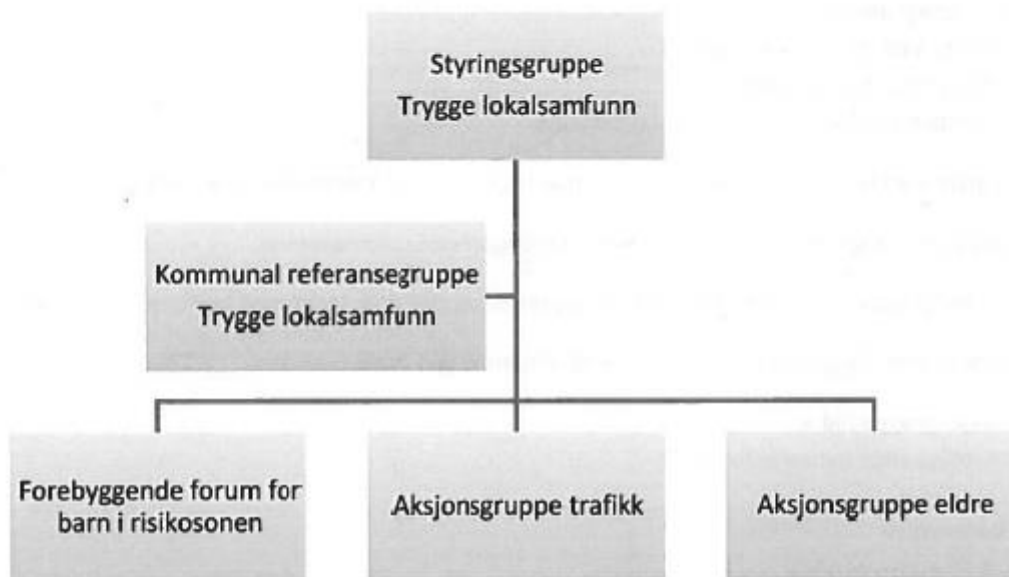 Styringsgruppe
Trygge lokalsamfunn
Kommunal referansegruppe
Trygge lokalsamfunn
Forebyggende forum for
barn i risikosonen
Aksjonsgruppe trafikk
Aksjonsgruppe eldre